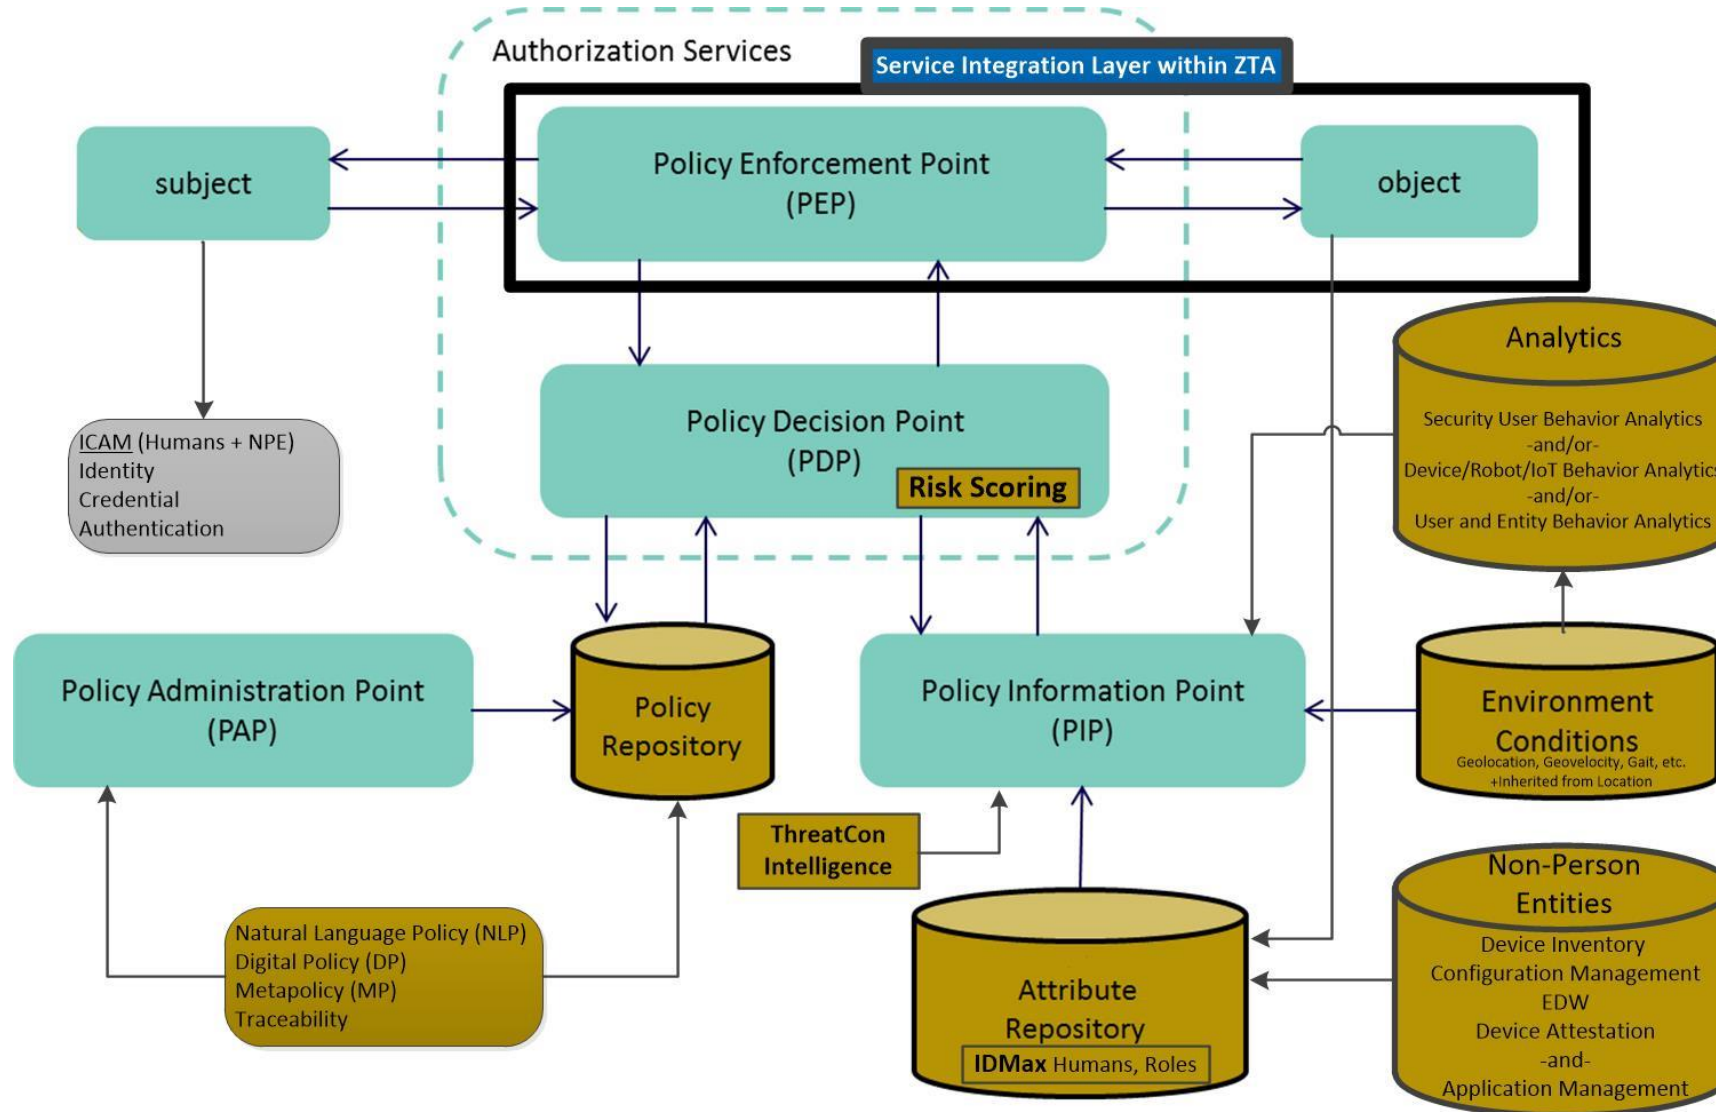 Authorization Services
Service Integration Layer within ZTA
subject
Policy Enforcement Point
(PEP)
object
Analytics
Security User Behavior Analytics
-and/or-
Device/Robot/IoT Behavior Analytics
-and/or-
User and Entity Behavior Analytics
Policy Decision Point
(PDP)
Risk Scoring
ICAM (Humans + NPE)
Identity
Credential
Authentication
Policy Administration Point
(PAP)
Policy
Repository
Policy Information Point
(PIP)
Environment
Conditions
Geolocation, Geovelocity, Gait, etc.
+Inherited from Location
ThreatCon
Intelligence
Natural Language Policy (NLP)
Digital Policy (DP)
Metapolicy (MP)
Traceability
Attribute
Repository
IDMax Humans, Roles
Non-Person
Entities
Device Inventory
Configuration Management
EDW
Device Attestation
-and-
Application Management